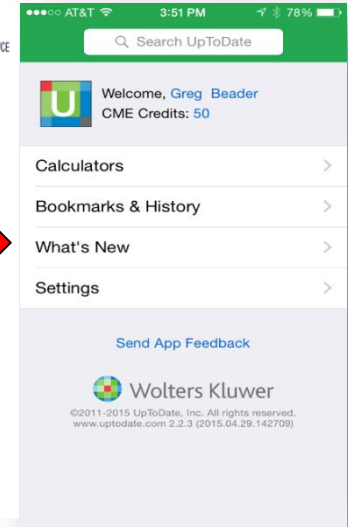 AT&T 3:51 PM 78%
Search UpToDate
U
Welcome, Greg Beader
CME Credits: 50
Calculators
Bookmarks & History
What's New
Settings
Send App Feedback
Wolters Kluwer
©2011-2015 UpToDate, Inc. All rights reserved.
www.uptodate.com 2.2.3 (2015.04.29.142709)